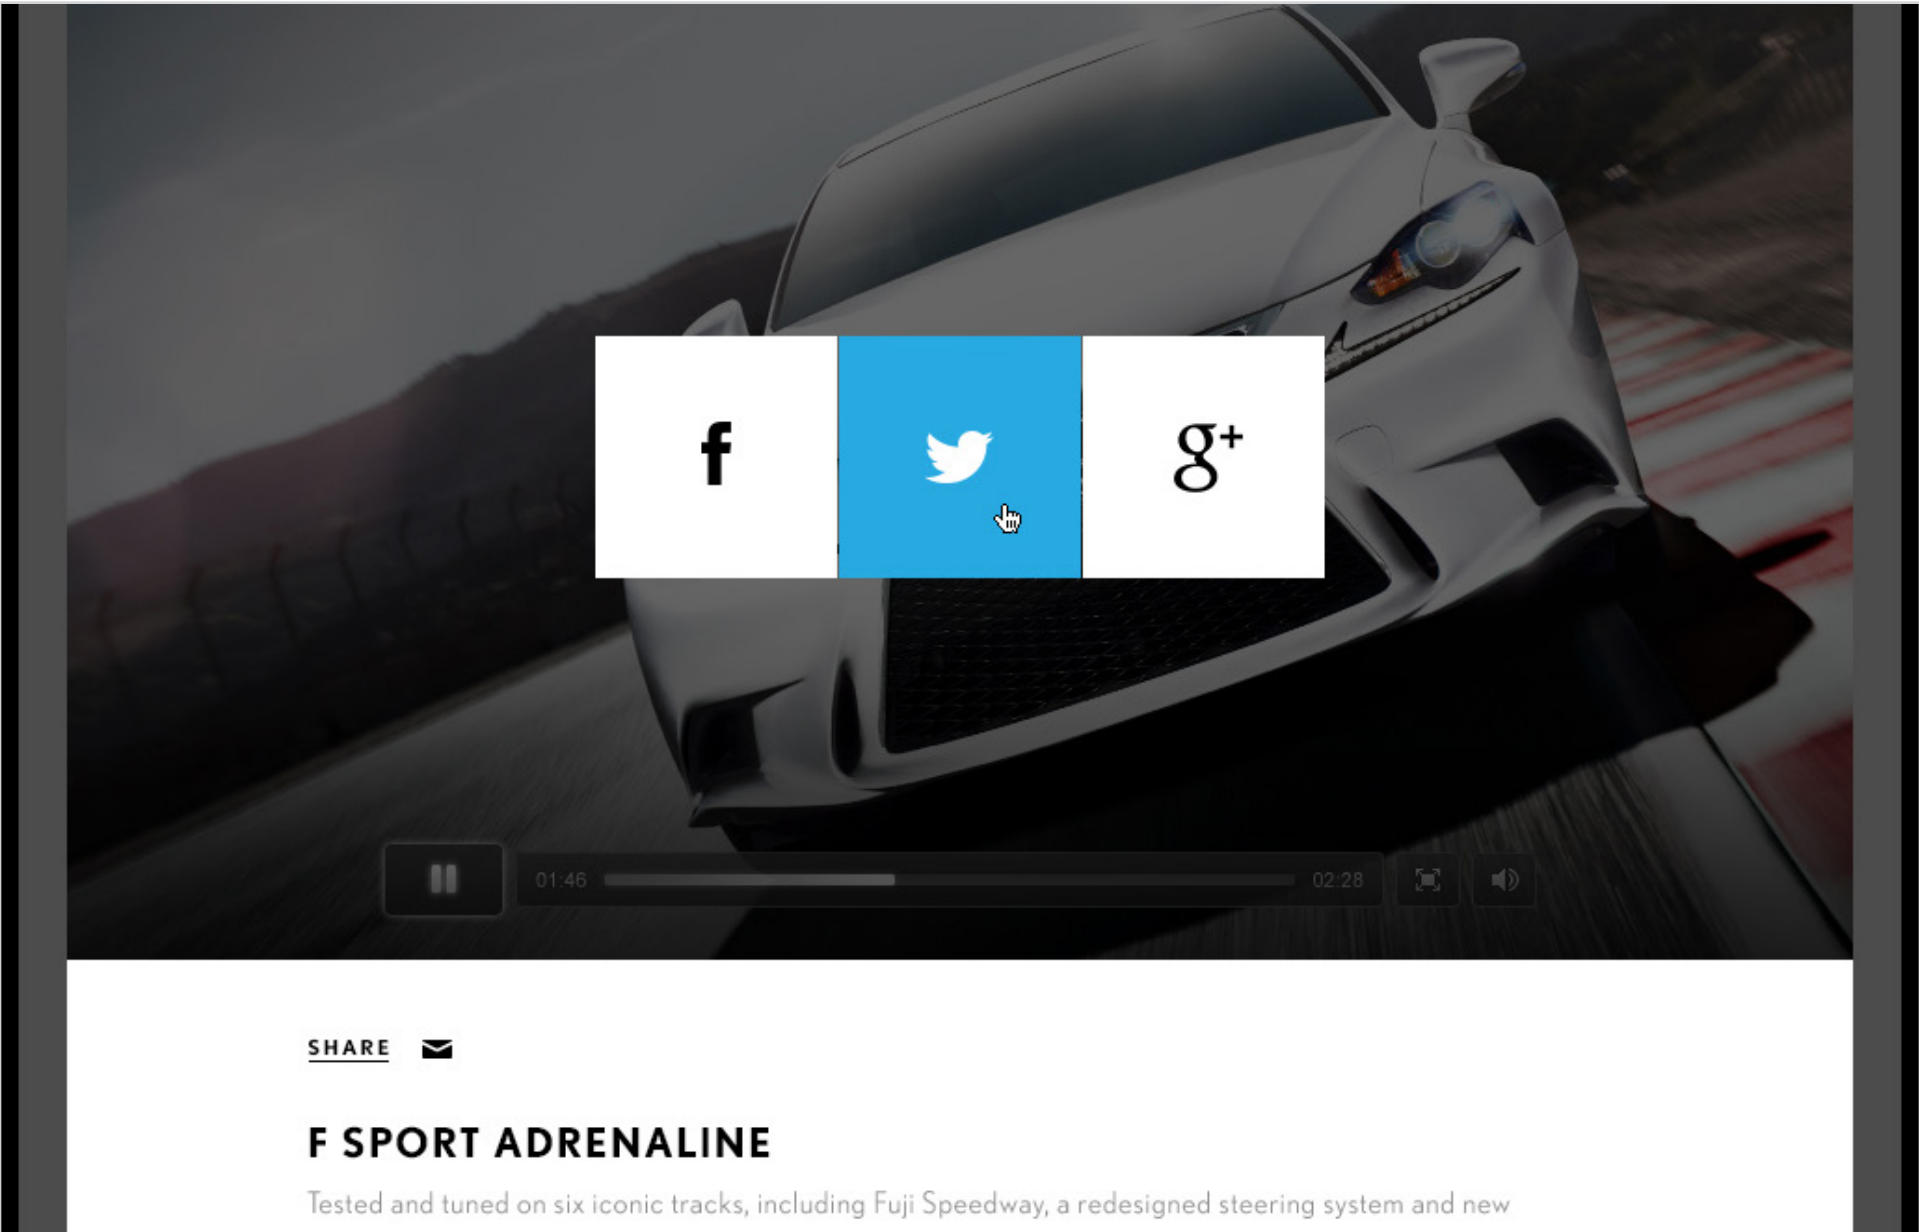 f
g+
01:46
02:28
SHARE
F SPORT ADRENALINE
Tested and tuned on six iconic tracks, including Fuji Speedway, a redesigned steering system and new